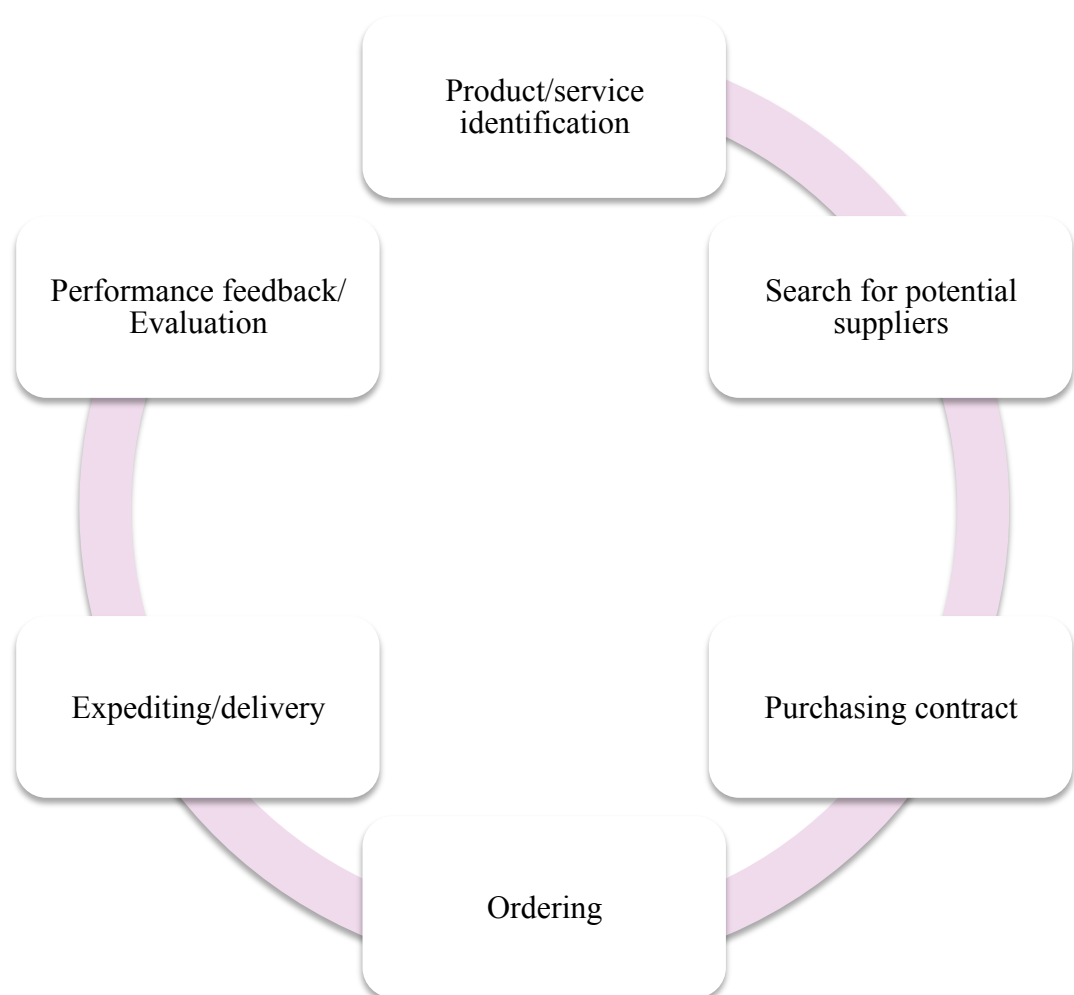 Product/service
identification
Search for potential
suppliers
Purchasing contract
Ordering
Expediting/delivery
Performance feedback/
Evaluation